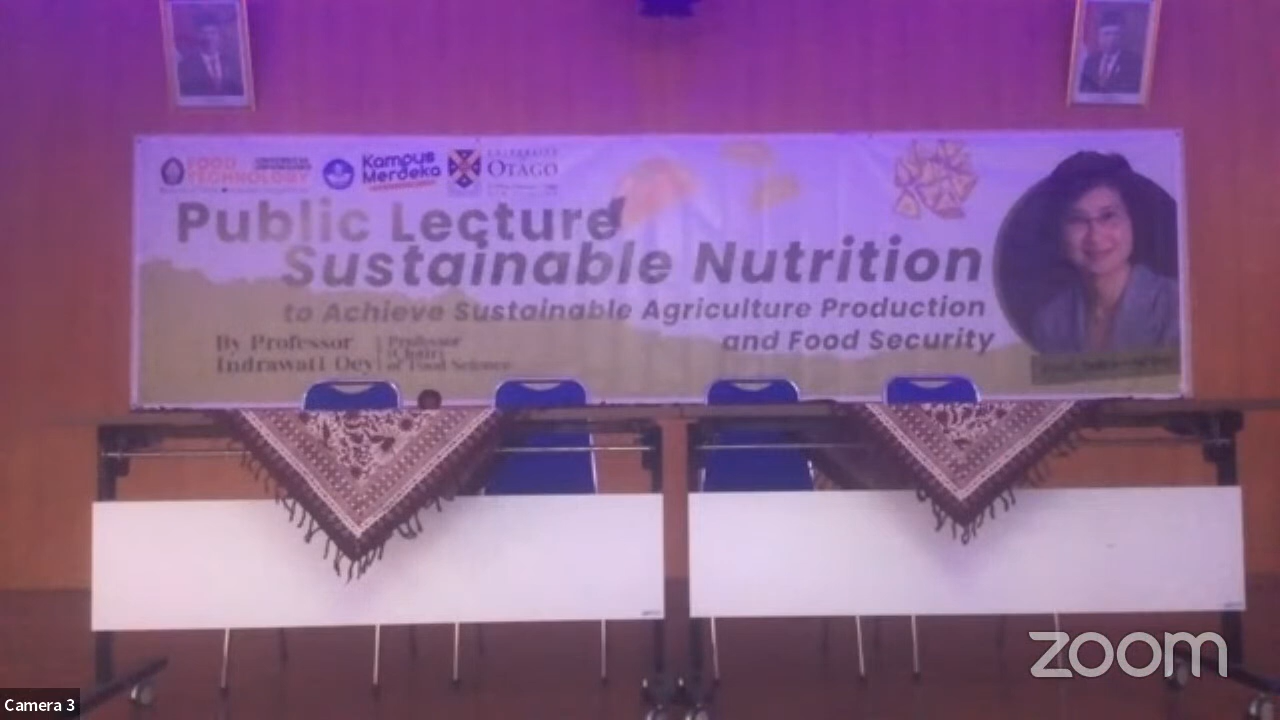 FOOD
TECHNOLOGY
Kampus
Merdeka
UNIVERSITY
OTAGO
Public Lecture
Sustainable Nutrition
to Achieve Sustainable Agriculture Production
and Food Security
By Professor
Indrawati Oey
Professor
of Food Science
zoom
Camera 3